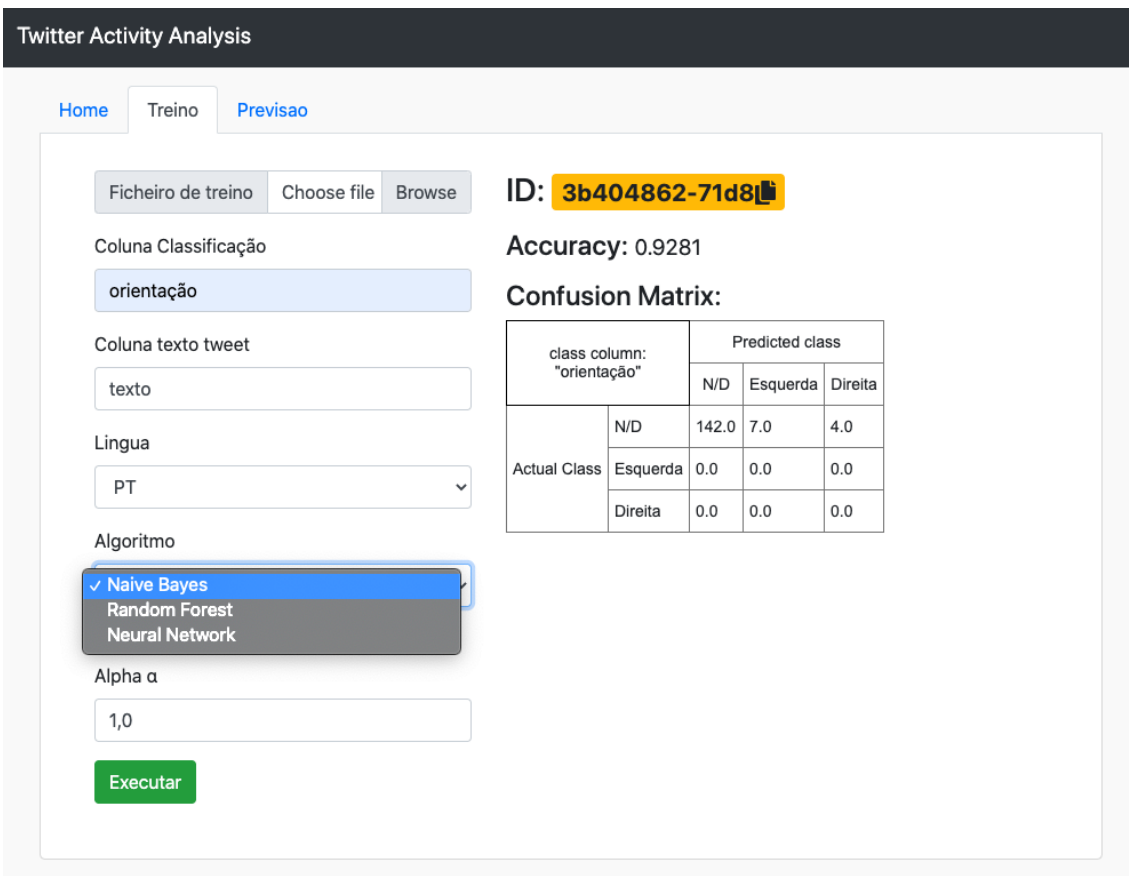 Twitter Activity Analysis
Home Treino Previsao
Ficheiro de treino Choose file Browse
Coluna Classificação
orientação
Coluna texto tweet
texto
Lingua
PT
Algoritmo
✓ Naive Bayes
Random Forest
Neural Network
Alpha α
1,0
Executar
ID: 3b404862-71d8
Accuracy: 0.9281
Confusion Matrix:
class column:
"orientação"
Predicted class
N/D Esquerda Direita
Actual Class
N/D 142.0 7.0 4.0
Esquerda 0.0 0.0 0.0
Direita 0.0 0.0 0.0